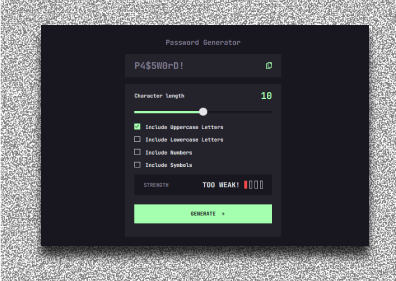 Password Generator
P4$5W0rD!
Character length 10
Include Uppercase Letters
Include Lowercase Letters
Include Numbers
Include Symbols
STRENGTH TOO WEAK!
GENERATE →